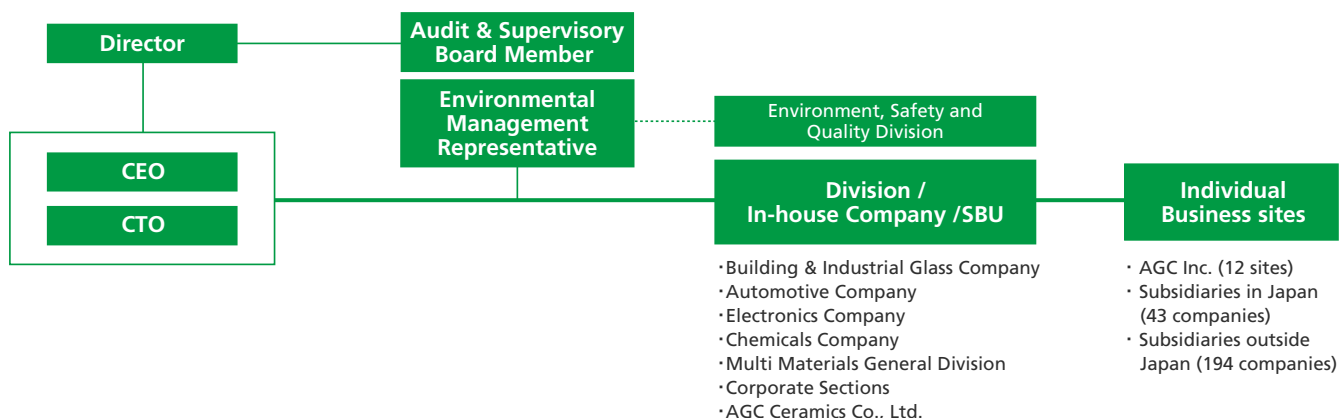 Director
Audit & Supervisory
Board Member
Environmental
Management
Representative
Environment, Safety and
Quality Division
CEO
CTO
Division /
In-house Company /SBU
Individual
Business sites
・Building & Industrial Glass Company
・Automotive Company
・Electronics Company
・Chemicals Company
・Multi Materials General Division
・Corporate Sections
・AGC Ceramics Co., Ltd.
・ AGC Inc. (12 sites)
・ Subsidiaries in Japan
(43 companies)
・ Subsidiaries outside
Japan (194 companies)